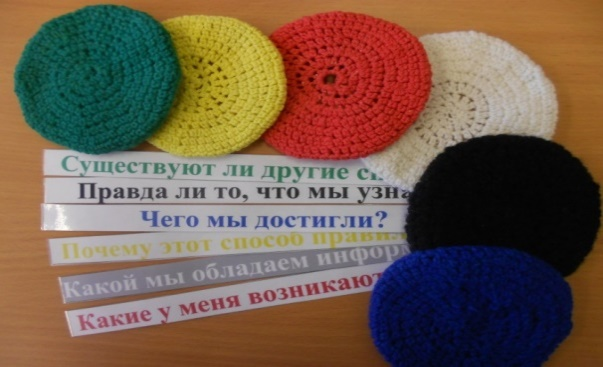 Существуют ли другие
Правда ли то, что мы
Чего мы достигли?
Почему этот способ
Какой мы обладаем
Какие у меня возникают